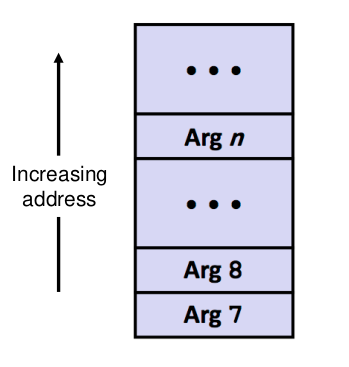 • • •
Arg n
Increasing
address
• • •
Arg 8
Arg 7